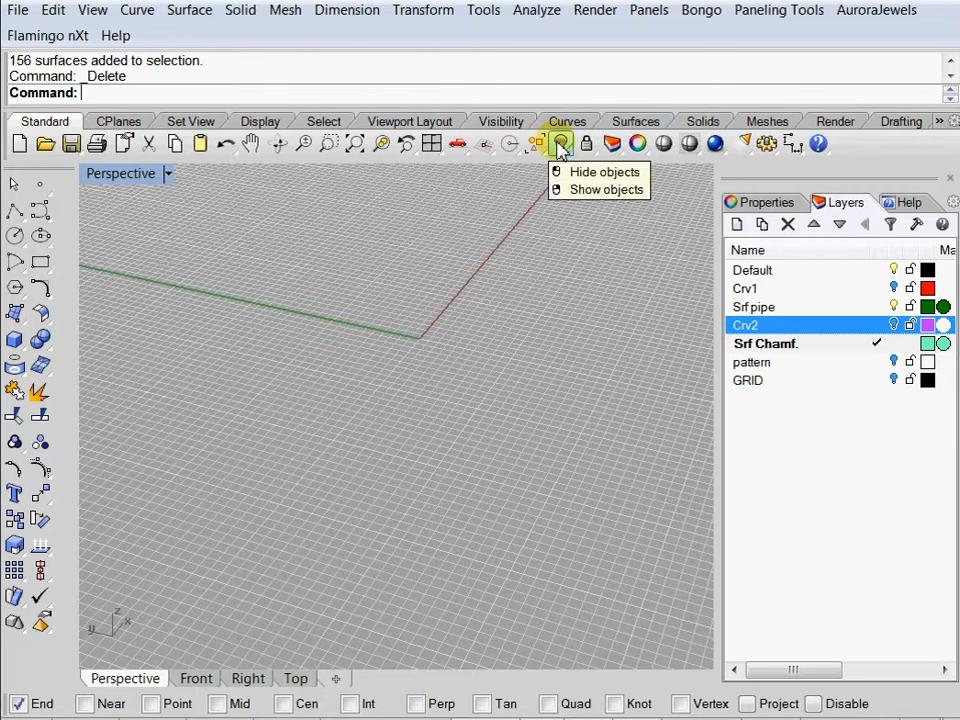 File Edit View Curve Surface Solid Mesh Dimension Transform Tools Analyze Render Panels Bongo Paneling Tools AuroraJewels
Flamingo nXt Help
156 surfaces added to selection.
Command: _Delete
Command:
Standard CPlanes Set View Display Select Viewport Layout Visibility Curves Surfaces Solids Meshes Render Drafting »
Perspective
Hide objects
Show objects
Properties Layers Help
Name Ma
Default
Crv1
Srf pipe
Crv2
Srf Chamf.
pattern
GRID
z
y x
Perspective Front Right Top
End Near Point Mid Cen Int Perp Tan Quad Knot Vertex Project Disable